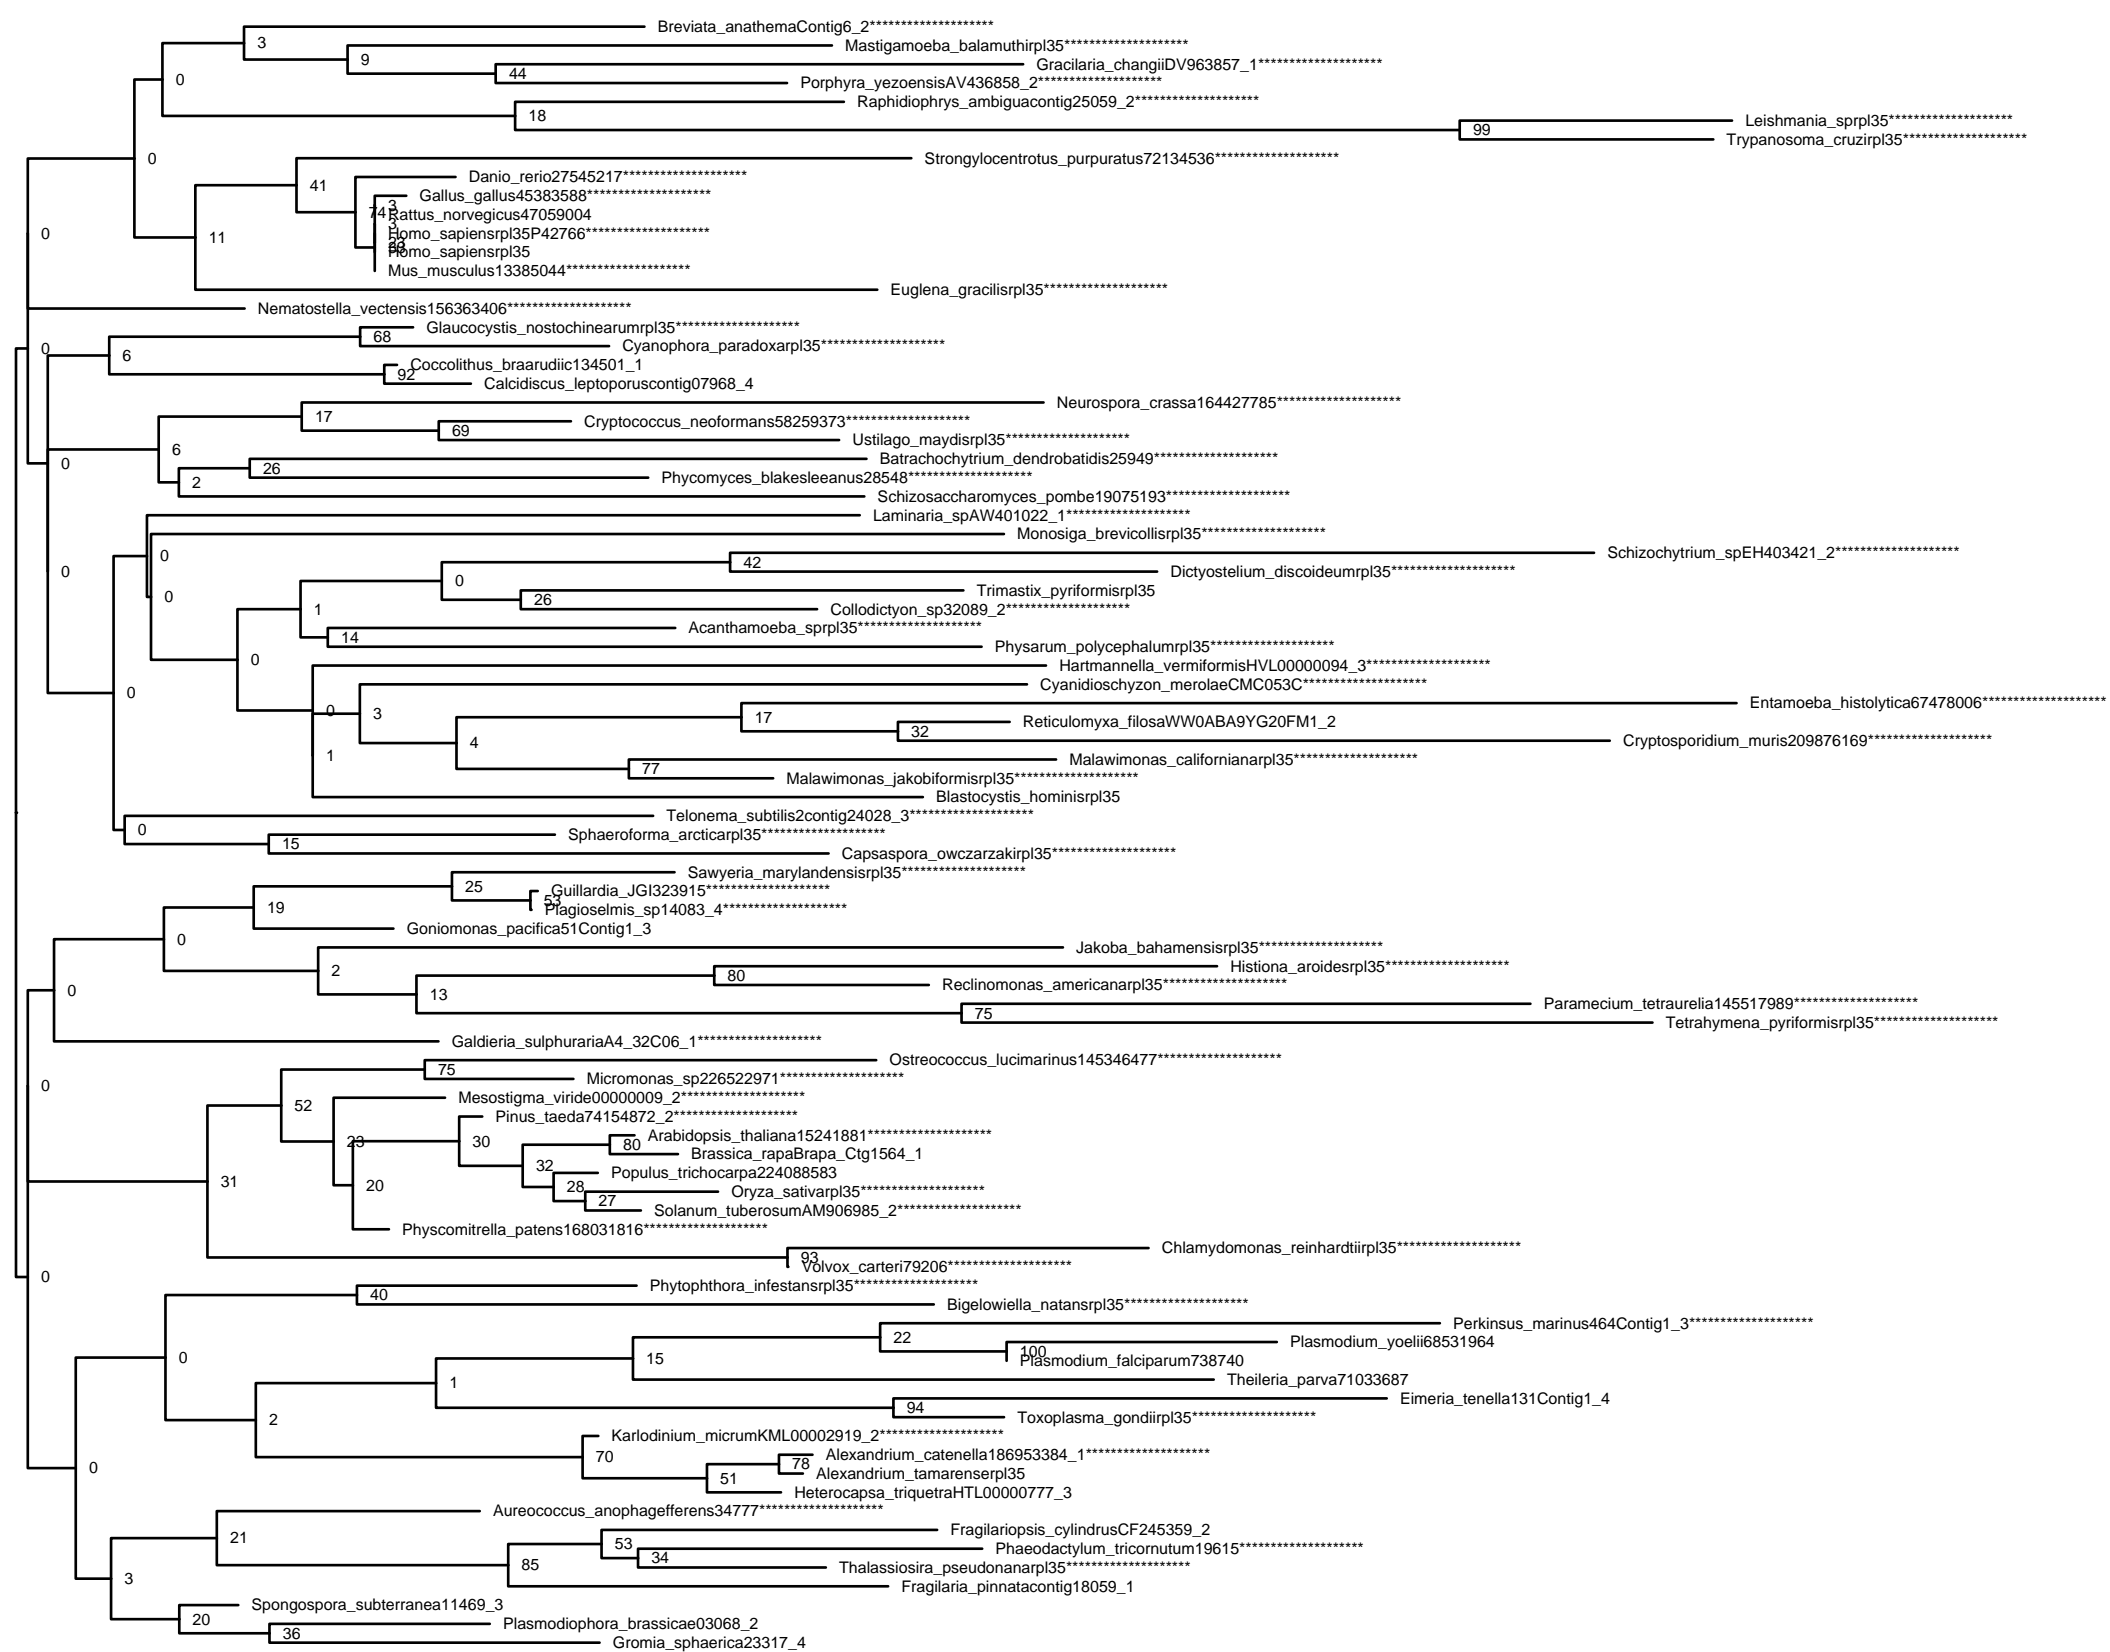 Breviata_anathemaContig6_2********************
3
Mastigamoeba_balamuthirpl35********************
9
Gracilaria_changiiDV963857_1********************
44
0
Porphyra_yezoensisAV436858_2********************
Raphidiophrys_ambiguacontig25059_2********************
18
Leishmania_sprpl35********************
99
Trypanosoma_cruzirpl35********************
0
Strongylocentrotus_purpuratus72134536********************
Danio_rerio27545217********************
41
Gallus_gallus45383588********************
3
74
Rattus_norvegicus47059004
3
0
Homo_sapiensrpl35P42766********************
11
Homo_sapiensrpl35
Mus_musculus13385044********************
Euglena_gracilisrpl35********************
Nematostella_vectensis156363406********************
Glaucocystis_nostochinearumrpl35********************
68
Cyanophora_paradoxarpl35********************
0
6
Coccolithus_braarudiic134501_1
92
Calcidiscus_leptoporuscontig07968_4
Neurospora_crassa164427785********************
17
Cryptococcus_neoformans58259373********************
69
Ustilago_maydisrpl35********************
6
Batrachochytrium_dendrobatidis25949********************
0
26
Phycomyces_blakesleeanus28548********************
2
Schizosaccharomyces_pombe19075193********************
Laminaria_spAW401022_1********************
Monosiga_brevicollisrpl35********************
0
Schizochytrium_spEH403421_2********************
42
0
Dictyostelium_discoideumrpl35********************
0
Trimastix_pyriformisrpl35
0
26
Collodictyon_sp32089_2********************
1
Acanthamoeba_sprpl35********************
14
Physarum_polycephalumrpl35********************
0
Hartmannella_vermiformisHVL00000094_3********************
Cyanidioschyzon_merolaeCMC053C********************
0
Entamoeba_histolytica67478006********************
0
3
17
Reticulomyxa_filosaWW0ABA9YG20FM1_2
32
Cryptosporidium_muris209876169********************
4
1
Malawimonas_californianarpl35********************
77
Malawimonas_jakobiformisrpl35********************
Blastocystis_hominisrpl35
Telonema_subtilis2contig24028_3********************
0
Sphaeroforma_arcticarpl35********************
15
Capsaspora_owczarzakirpl35********************
Sawyeria_marylandensisrpl35********************
25
Guillardia_JGI323915********************
53
19
Plagioselmis_sp14083_4********************
Goniomonas_pacifica51Contig1_3
0
Jakoba_bahamensisrpl35********************
2
Histiona_aroidesrpl35********************
80
Reclinomonas_americanarpl35********************
0
13
Paramecium_tetraurelia145517989********************
75
Tetrahymena_pyriformisrpl35********************
Galdieria_sulphurariaA4_32C06_1********************
Ostreococcus_lucimarinus145346477********************
75
Micromonas_sp226522971********************
0
Mesostigma_viride00000009_2********************
52
Pinus_taeda74154872_2********************
Arabidopsis_thaliana15241881********************
23
30
80
Brassica_rapaBrapa_Ctg1564_1
32
Populus_trichocarpa224088583
31
20
28
Oryza_sativarpl35********************
27
Solanum_tuberosumAM906985_2********************
Physcomitrella_patens168031816********************
Chlamydomonas_reinhardtiirpl35********************
93
Volvox_carteri79206********************
0
Phytophthora_infestansrpl35********************
40
Bigelowiella_natansrpl35********************
Perkinsus_marinus464Contig1_3********************
22
Plasmodium_yoelii68531964
100
0
15
Plasmodium_falciparum738740
Theileria_parva71033687
1
Eimeria_tenella131Contig1_4
94
2
Toxoplasma_gondiirpl35********************
Karlodinium_micrumKML00002919_2********************
70
Alexandrium_catenella186953384_1********************
78
0
51
Alexandrium_tamarenserpl35
Heterocapsa_triquetraHTL00000777_3
Aureococcus_anophagefferens34777********************
21
Fragilariopsis_cylindrusCF245359_2
53
Phaeodactylum_tricornutum19615********************
34
85
Thalassiosira_pseudonanarpl35********************
3
Fragilaria_pinnatacontig18059_1
Spongospora_subterranea11469_3
20
Plasmodiophora_brassicae03068_2
36
Gromia_sphaerica23317_4